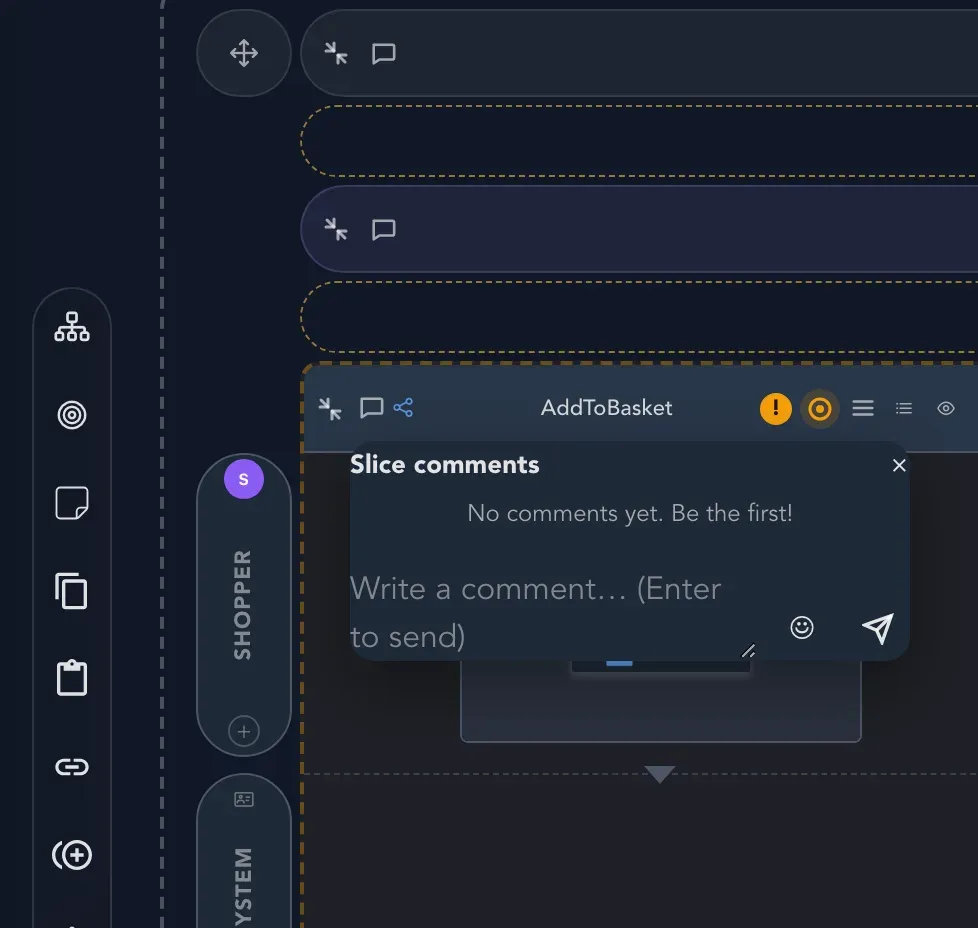 AddToBasket
!
Slice comments
No comments yet. Be the first!
Write a comment... (Enter
to send)
S
SHOPPER
YSTEM